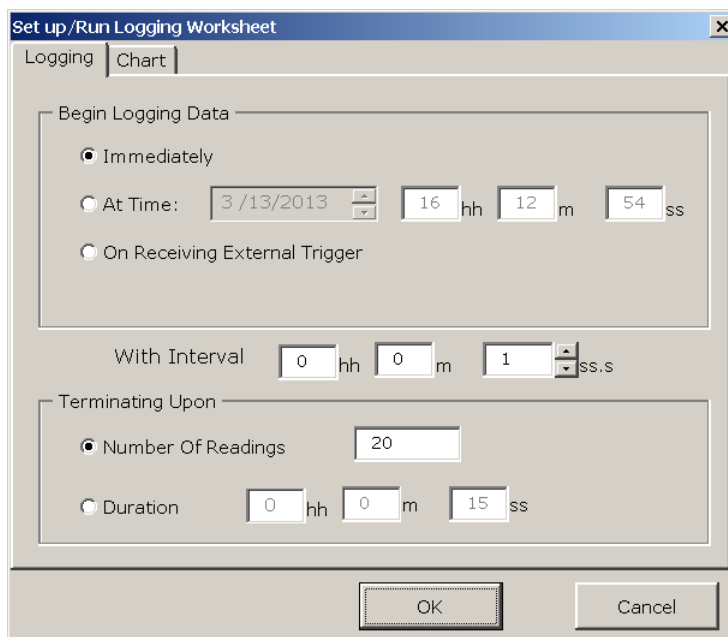 Set up/Run Logging Worksheet
Logging Chart
Begin Logging Data
Immediately
At Time: 3 /13/2013 16 hh 12 m 54 ss
On Receiving External Trigger
With Interval 0 hh 0 m 1 ss.s
Terminating Upon
Number Of Readings 20
Duration 0 hh 0 m 15 ss
OK Cancel